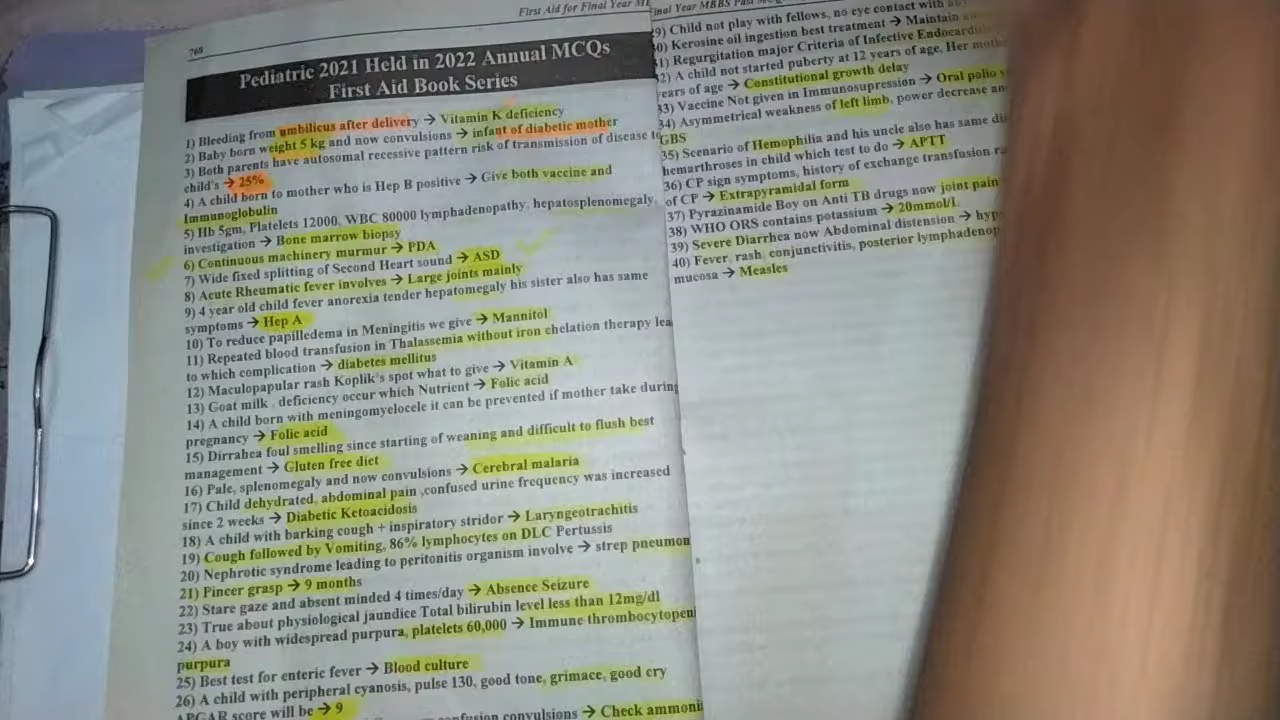 First Aid for Final Year
768
Pediatric 2021 Held in 2022 Annual MCQs
First Aid Book Series
1) Bleeding from umbilicus after delivery → Vitamin K deficiency
2) Baby born weight 5 kg and now convulsions → infant of diabetic mother
3) Both parents have autosomal recessive pattern risk of transmission of disease to
child's → 25%
4) A child born to mother who is Hep B positive → Give both vaccine and
Immunoglobulin
5) Hb 5gm, Platelets 12000, WBC 80000 lymphadenopathy, hepatosplenomegaly,
investigation → Bone marrow biopsy
6) Continuous machinery murmur → PDA
7) Wide fixed splitting of Second Heart sound → ASD
8) Acute Rheumatic fever involves → Large joints mainly
9) 4 year old child fever anorexia tender hepatomegaly his sister also has same
symptoms → Hep A
10) To reduce papilledema in Meningitis we give → Mannitol
11) Repeated blood transfusion in Thalassemia without iron chelation therapy lea
to which complication → diabetes mellitus
12) Maculopapular rash Koplik's spot what to give → Vitamin A
13) Goat milk , deficiency occur which Nutrient → Folic acid
14) A child born with meningomyelocele it can be prevented if mother take during
pregnancy → Folic acid
15) Dirrahea foul smelling since starting of weaning and difficult to flush best
management → Gluten free diet
16) Pale, splenomegaly and now convulsions → Cerebral malaria
17) Child dehydrated, abdominal pain ,confused urine frequency was increased
since 2 weeks → Diabetic Ketoacidosis
18) A child with barking cough + inspiratory stridor → Laryngeotrachitis
19) Cough followed by Vomiting, 86% lymphocytes on DLC Pertussis
20) Nephrotic syndrome leading to peritonitis organism involve → strep pneumon
21) Pincer grasp → 9 months
22) Stare gaze and absent minded 4 times/day → Absence Seizure
23) True about physiological jaundice Total bilirubin level less than 12mg/dl
24) A boy with widespread purpura, platelets 60,000 → Immune thrombocytopeni
purpura
25) Best test for enteric fever → Blood culture
26) A child with peripheral cyanosis, pulse 130, good tone, grimace, good cry
APGAR score will be → 9
confusion convulsions → Check ammoni
Final Year MBBS Past
9) Child not play with fellows, no eye contact with
0) Kerosine oil ingestion best treatment → Maintain
1) Regurgitation major Criteria of Infective
2) A child not started puberty at 12 years of age, Her
years of age → Constitutional growth delay
33) Vaccine Not given in Immunosupression → Oral polio
34) Asymmetrical weakness of left limb, power decrease
GBS
35) Scenario of Hemophilia and his uncle also has same
hemarthroses in child which test to do → APTT
36) CP sign symptoms, history of exchange transfusion
of CP → Extrapyramidal form
37) Pyrazinamide Boy on Anti TB drugs now joint pain
38) WHO ORS contains potassium → 20mmol/L
39) Severe Diarrhea now Abdominal distension → hyp
40) Fever, rash, conjunctivitis, posterior lymphadenop
mucosa → Measles